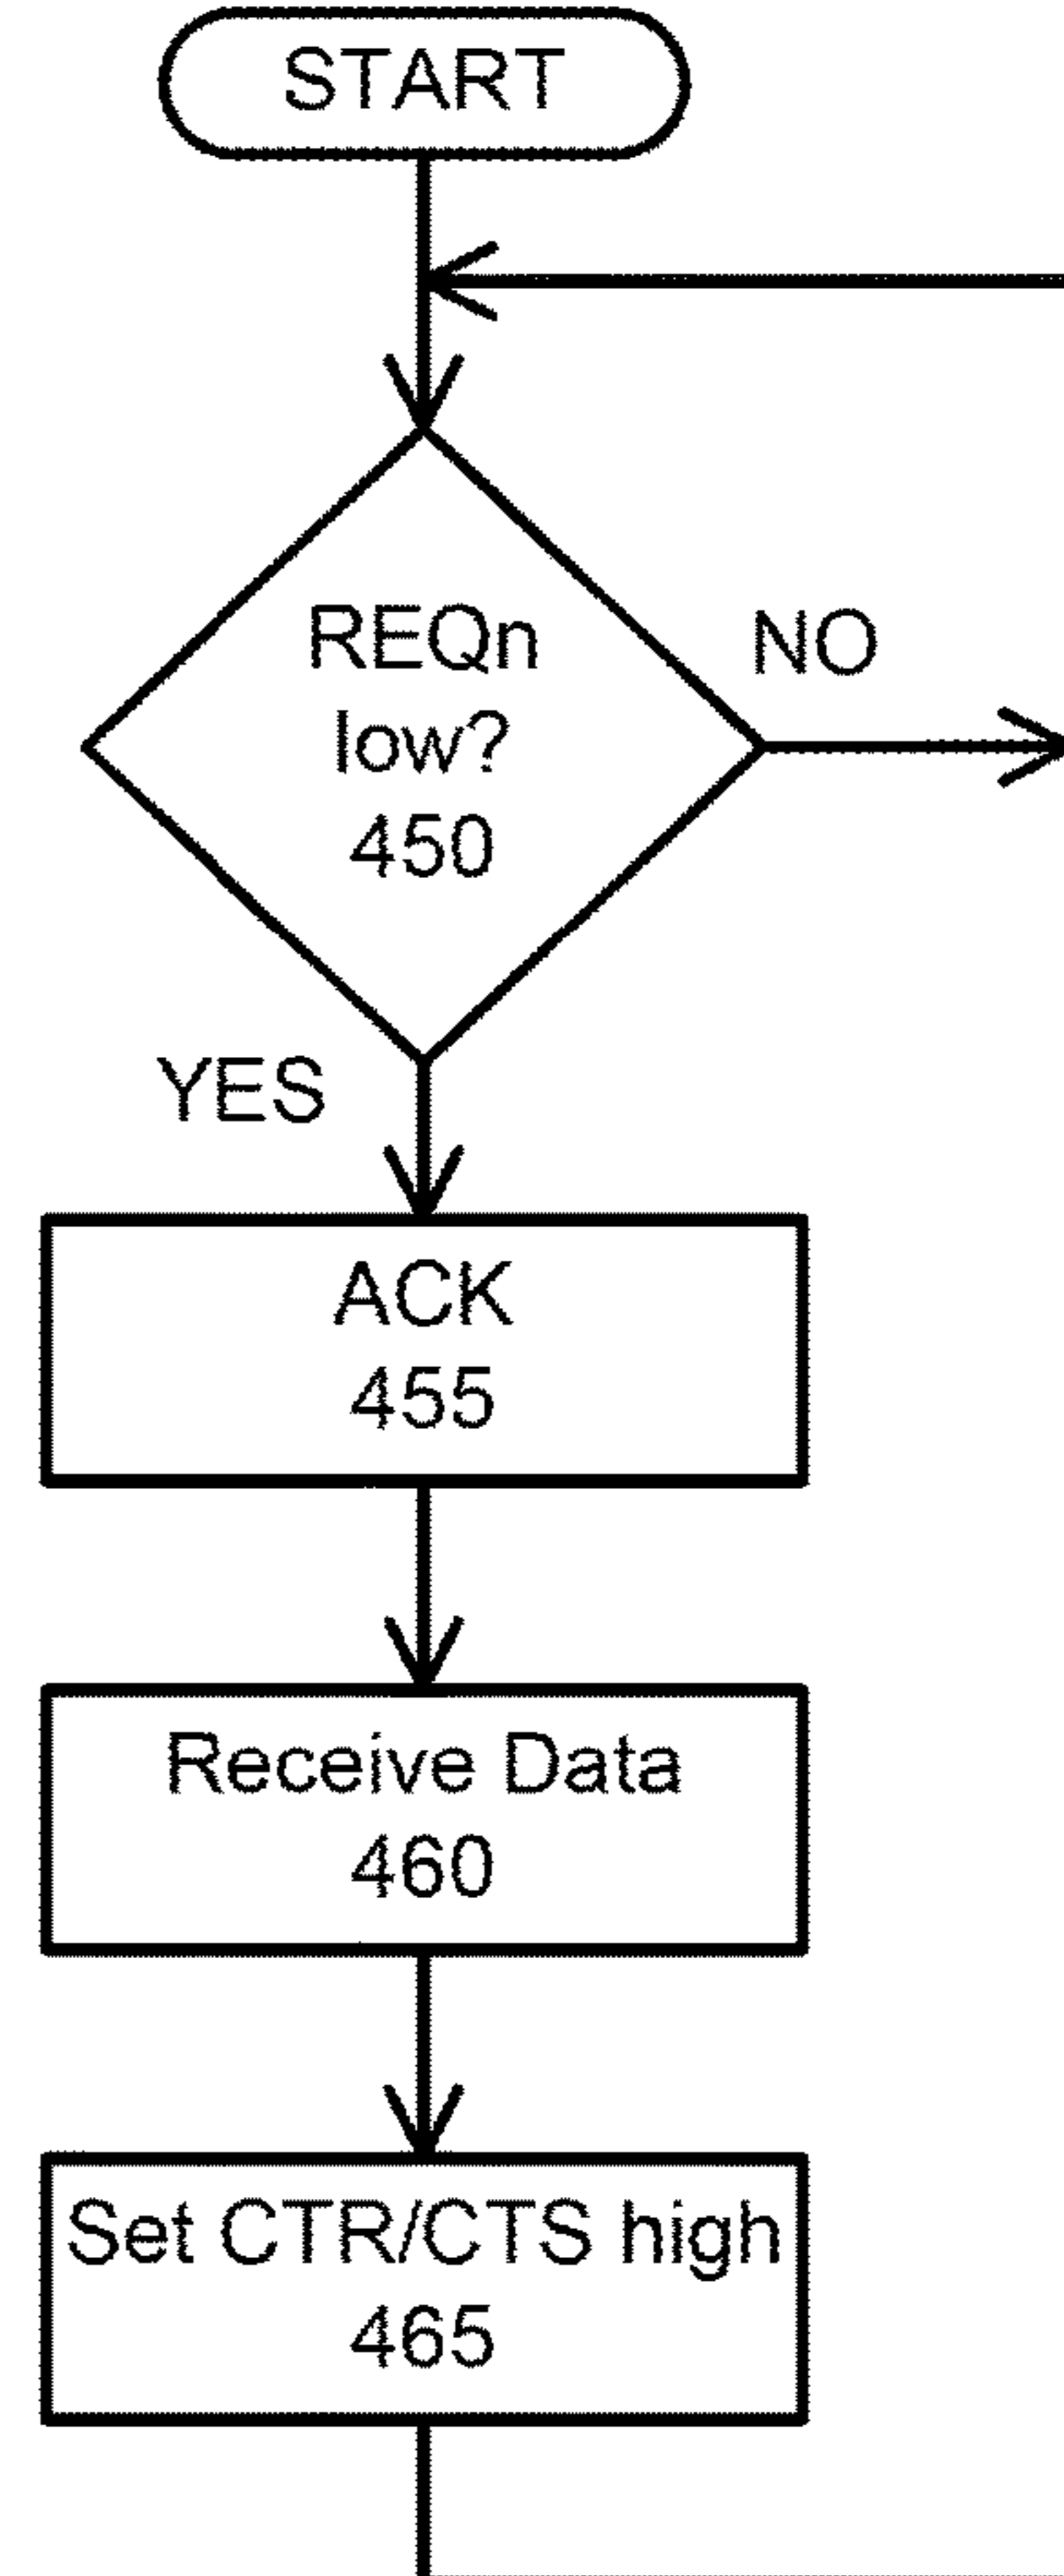 START
REQn
low?
450
NO
YES
ACK
455
Receive Data
460
Set CTR/CTS high
465